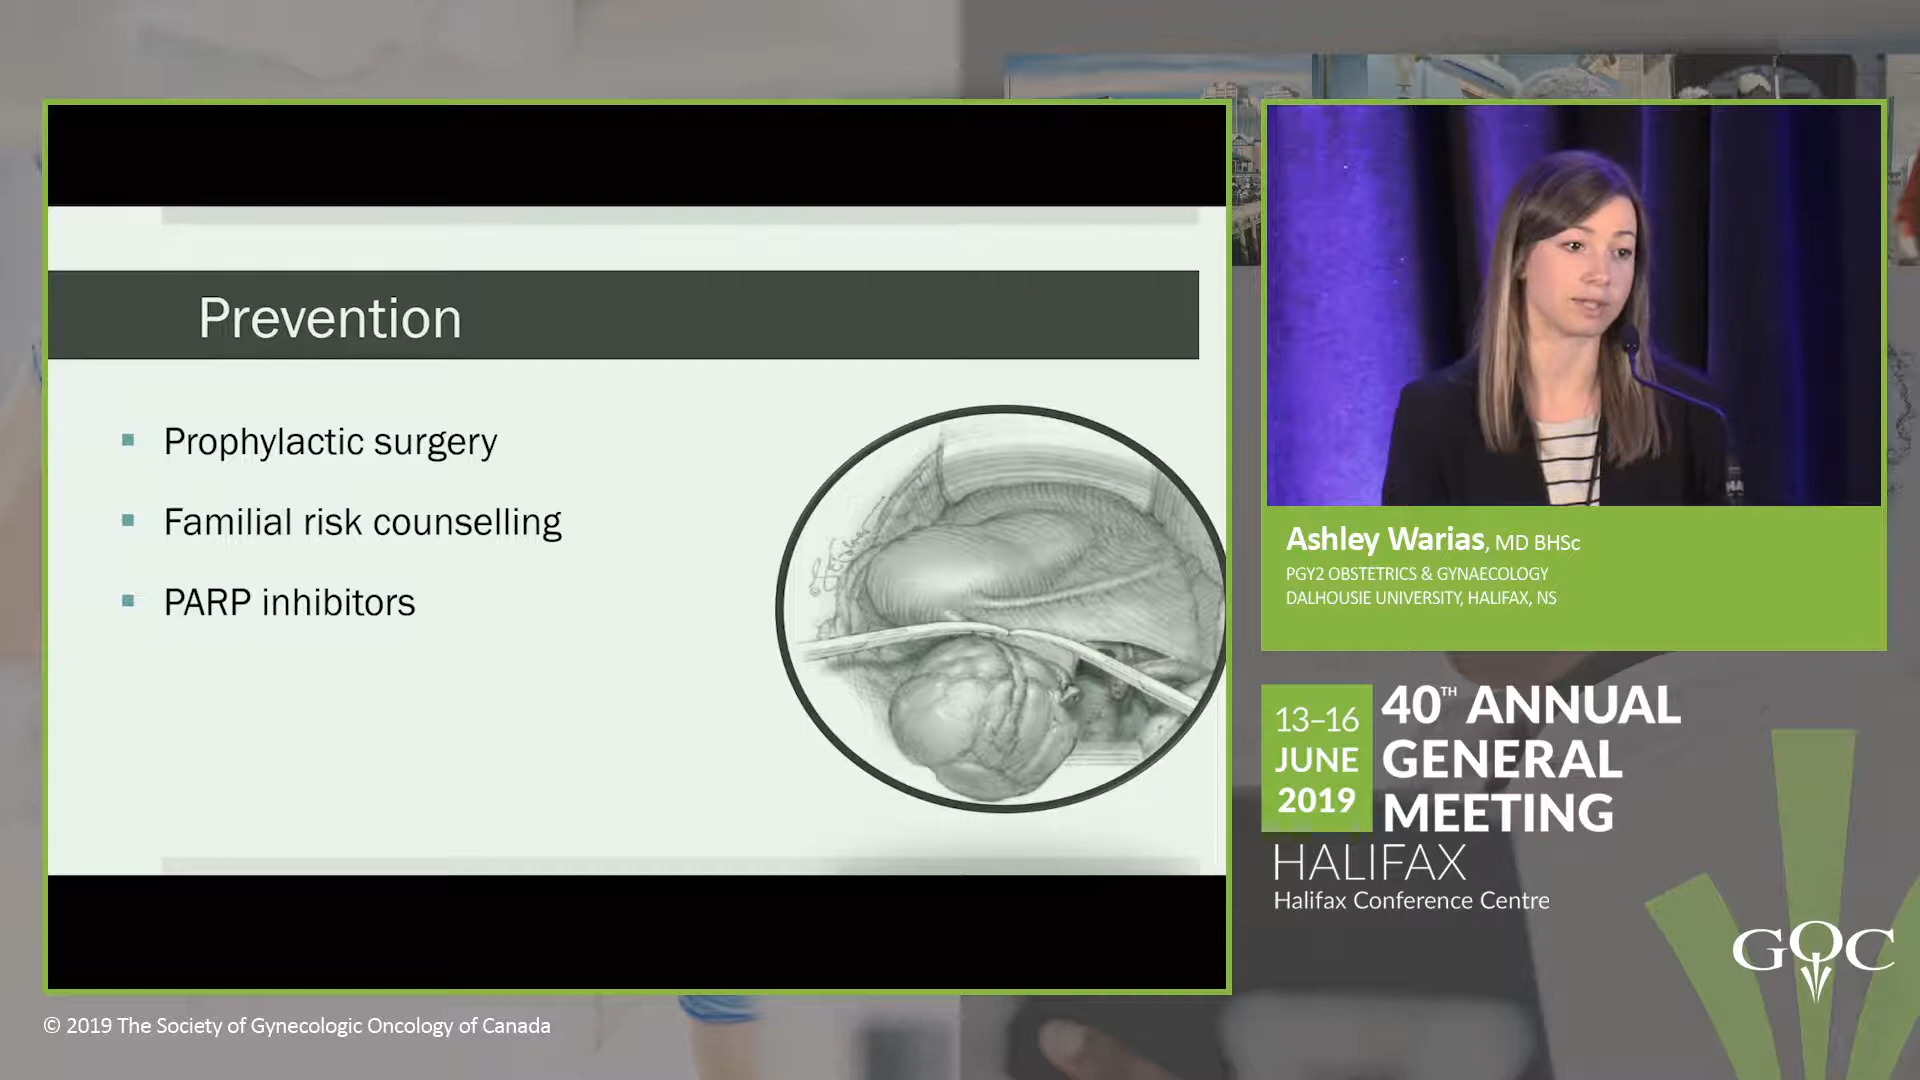 Prevention
Prophylactic surgery
Familial risk counselling
PARP inhibitors
Ashley Warias, MD BHSc
PGY2 OBSTETRICS & GYNAECOLOGY
DALHOUSIE UNIVERSITY, HALIFAX, NS
13–16
JUNE
2019
40TH ANNUAL
GENERAL
MEETING
HALIFAX
Halifax Conference Centre
GOC
© 2019 The Society of Gynecologic Oncology of Canada